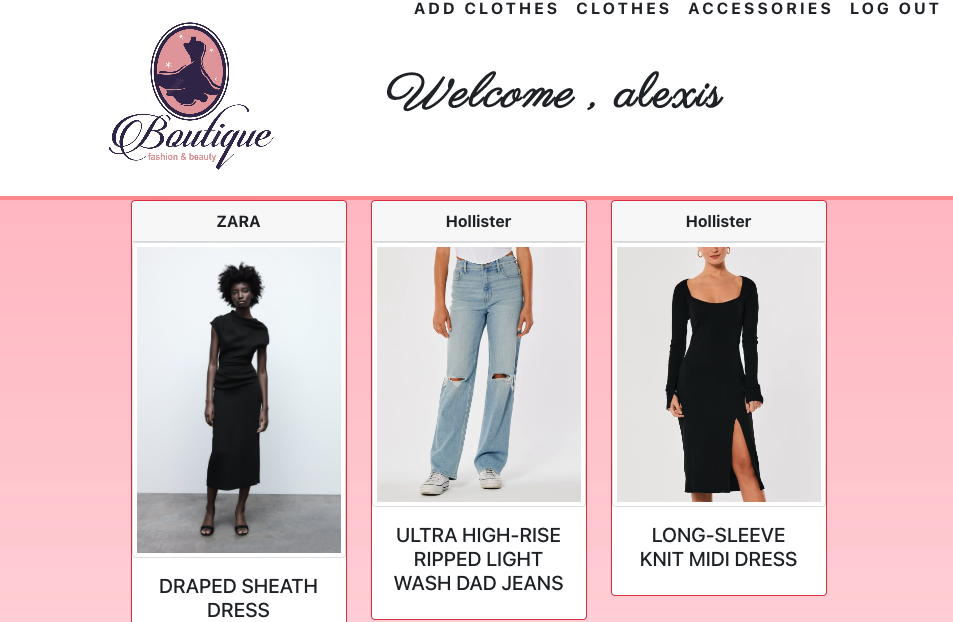 ADD CLOTHES CLOTHES ACCESSORIES LOG OUT
Boutique
fashion & beauty
Welcome , alexis
ZARA
DRAPED SHEATH
DRESS
Hollister
ULTRA HIGH-RISE
RIPPED LIGHT
WASH DAD JEANS
Hollister
LONG-SLEEVE
KNIT MIDI DRESS